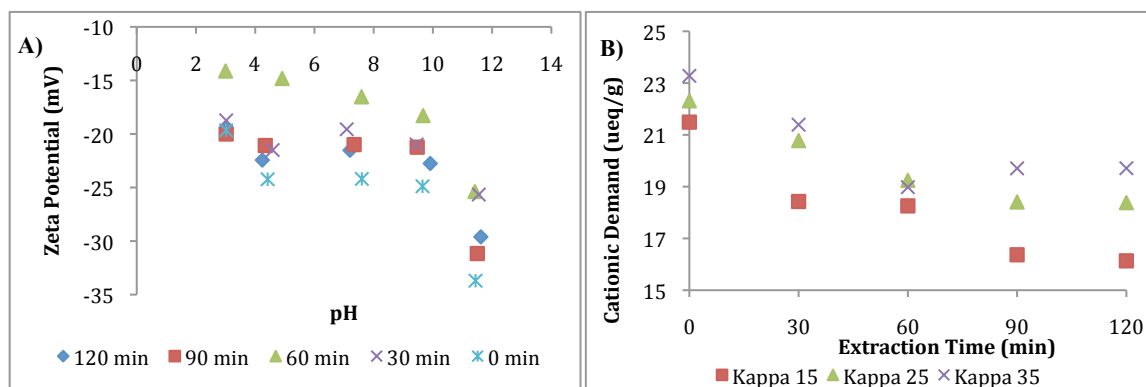 A)
Zeta Potential (mV)
-10
-15
-20
-25
-30
-35
0 2 4 6 8 10 12 14
pH
120 min 90 min 60 min 30 min 0 min
B)
Cationic Demand (ueq/g)
25
23
21
19
17
16
15
0 30 60 90 120
Extraction Time (min)
Kappa 15 Kappa 25 Kappa 35